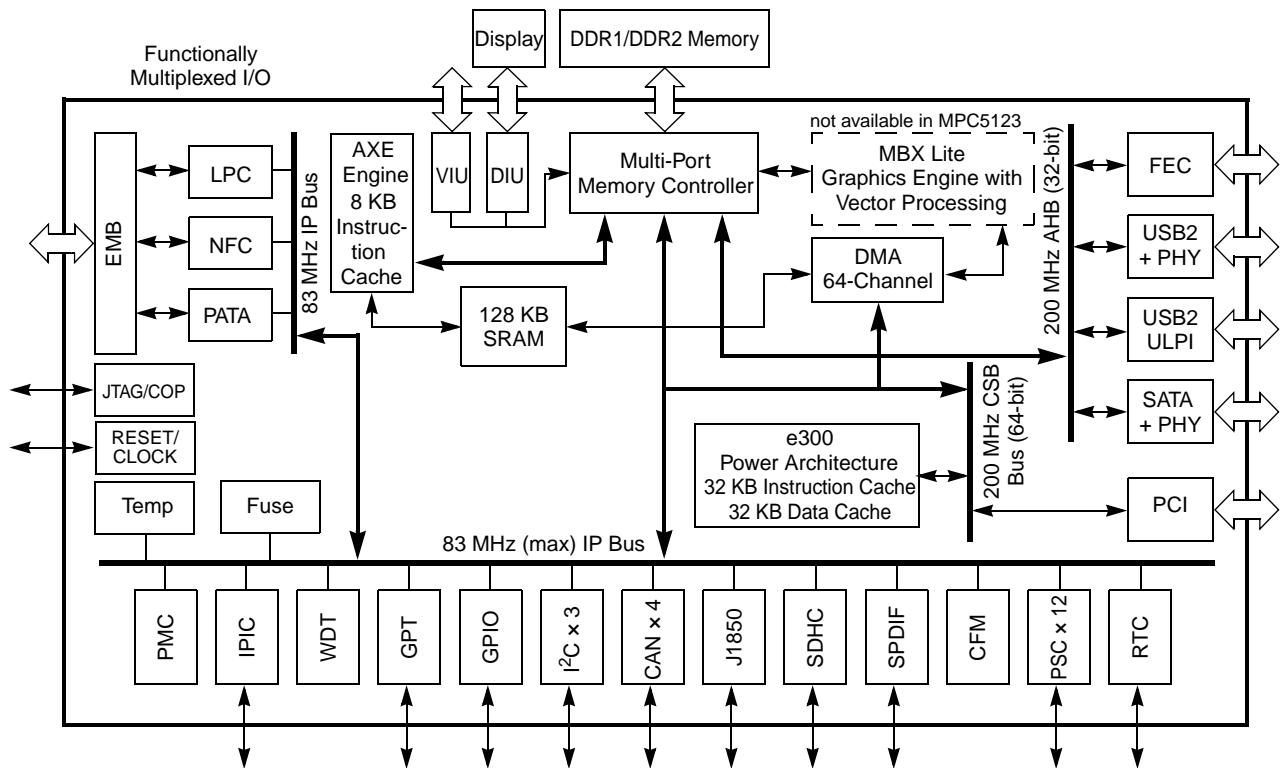 Functionally
Multiplexed I/O
Display
DDR1/DDR2 Memory
not available in MPC5123
EMB
LPC
NFC
PATA
83 MHz IP Bus
AXE
Engine
8 KB
Instruc-
tion
Cache
VIU
DIU
Multi-Port
Memory Controller
MBX Lite
Graphics Engine with
Vector Processing
200 MHz AHB (32-bit)
FEC
USB2
+ PHY
USB2
ULPI
SATA
+ PHY
128 KB
SRAM
DMA
64-Channel
JTAG/COP
RESET/
CLOCK
Temp
Fuse
e300
Power Architecture
32 KB Instruction Cache
32 KB Data Cache
200 MHz CSB
Bus (64-bit)
PCI
83 MHz (max) IP Bus
PMC
IPIC
WDT
GPT
GPIO
I²C × 3
CAN × 4
J1850
SDHC
SPDIF
CFM
PSC × 12
RTC